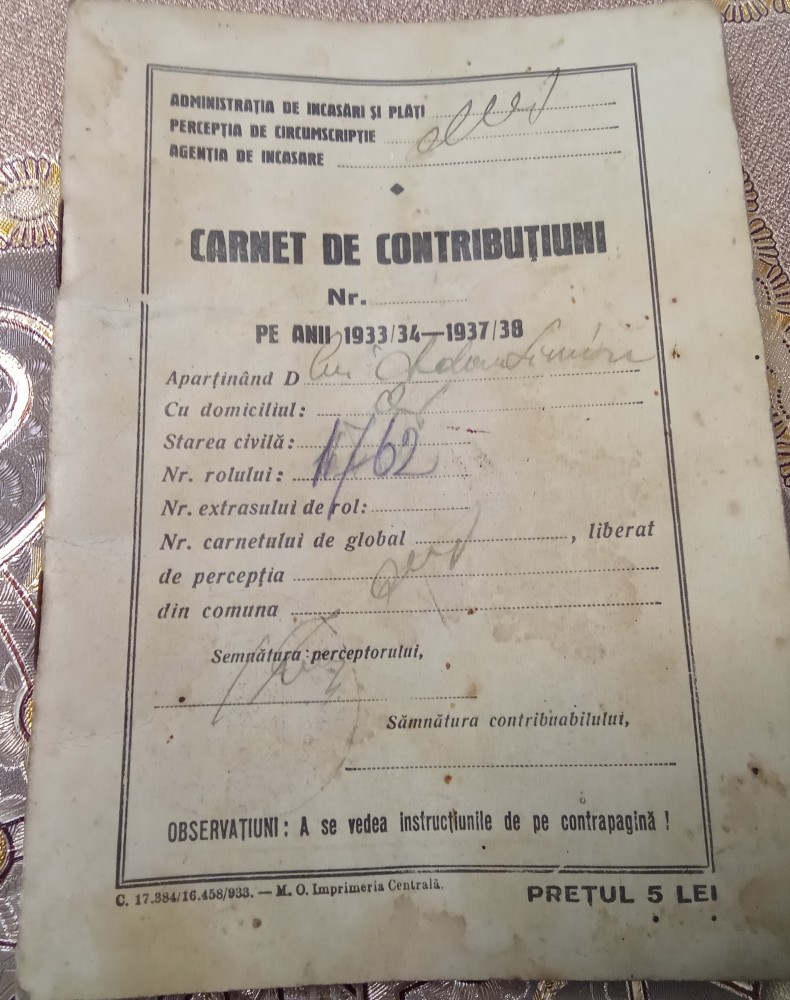 ADMINISTRAȚIA DE INCASĂRI ȘI PLĂȚI
PERCEPȚIA DE CIRCUMSCRIPȚIE
AGENȚIA DE INCASARE
CARNET DE CONTRIBUȚIUNI
Nr.
PE ANII 1933/34—1937/38
Aparținând D lui
Cu domiciliul:
Starea civilă:
Nr. rolului: 1/62
Nr. extrasului de rol:
Nr. carnetului de global , liberat
de percepția
din comuna
Semnătura perceptorului,
Sămnătura contribuabilului,
OBSERVAȚIUNI: A se vedea instrucțiunile de pe contrapagină !
C. 17.384/16.458/933. — M. O. Imprimeria Centrală.
PREȚUL 5 LEI